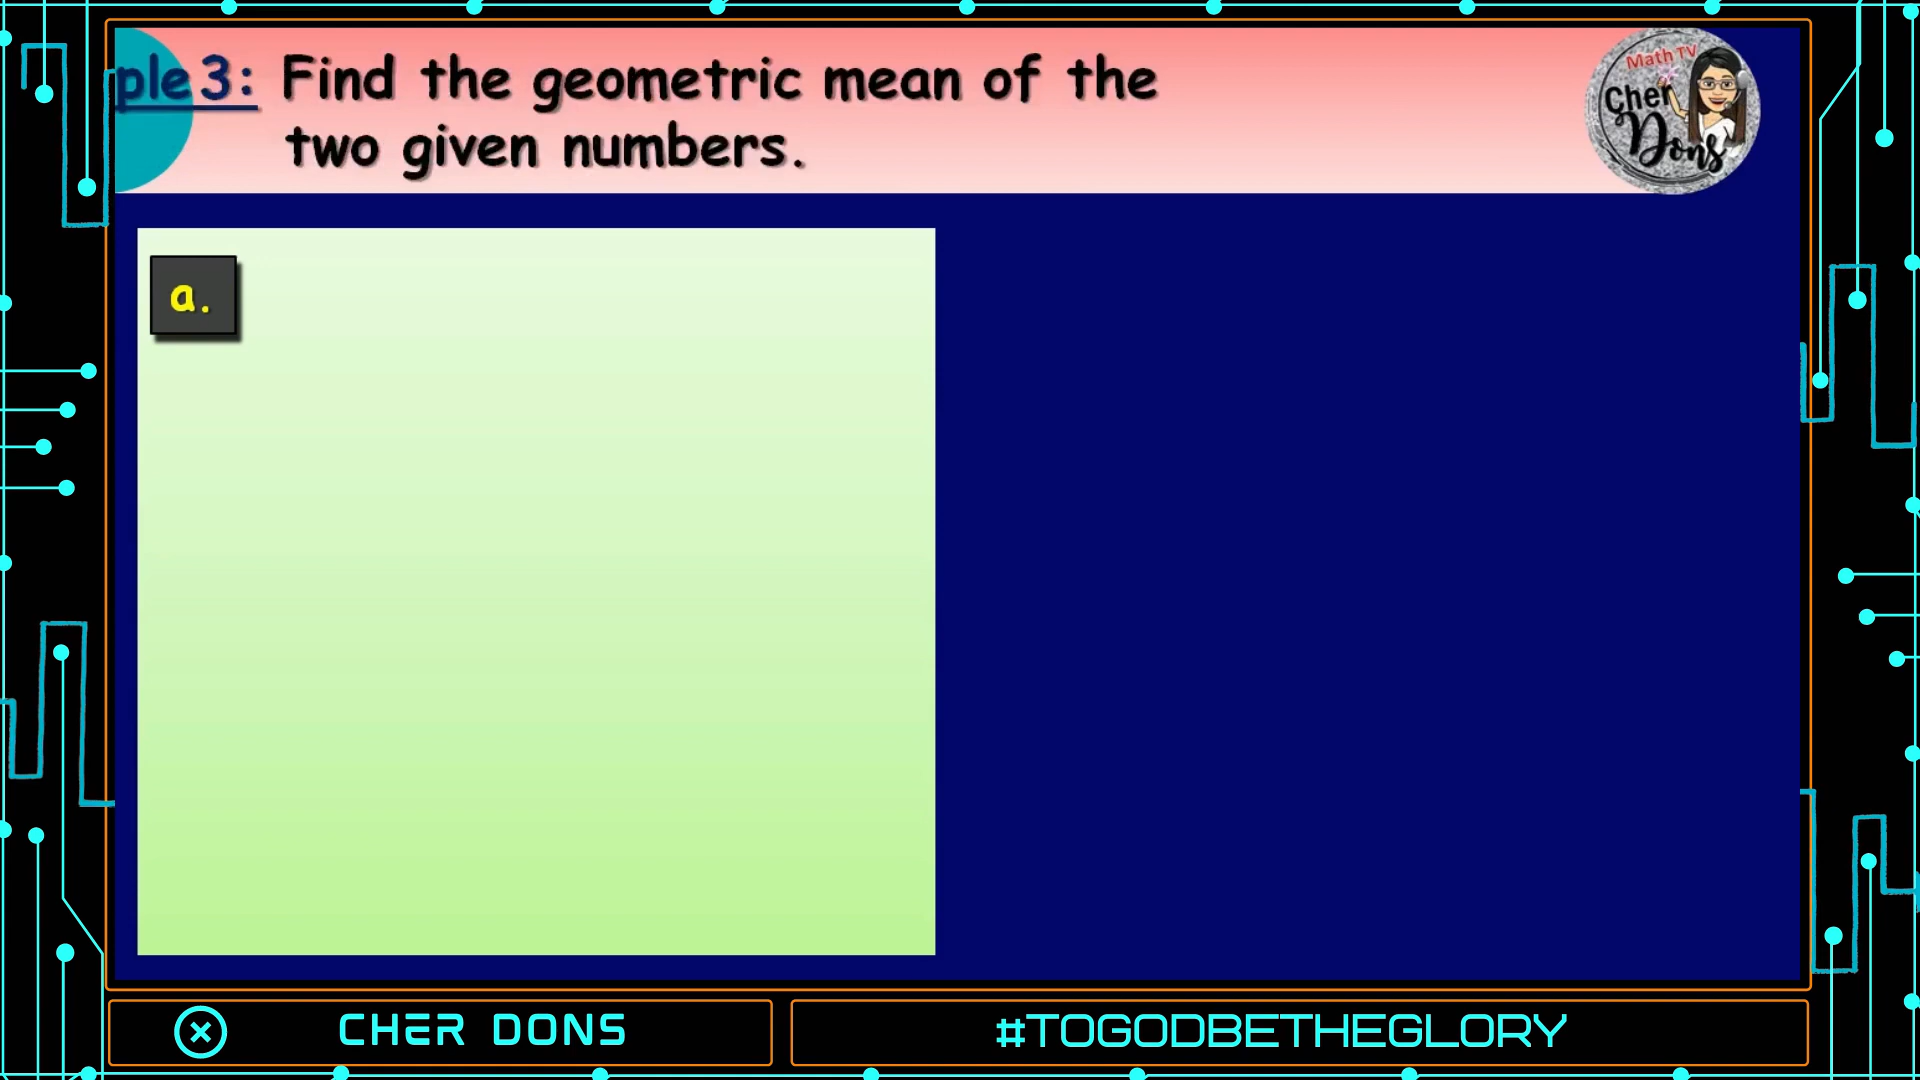 ple 3: Find the geometric mean of the
two given numbers.
Math TV
Cher
Dons
a.
CHER DONS
#TOGODBETHEGLORY